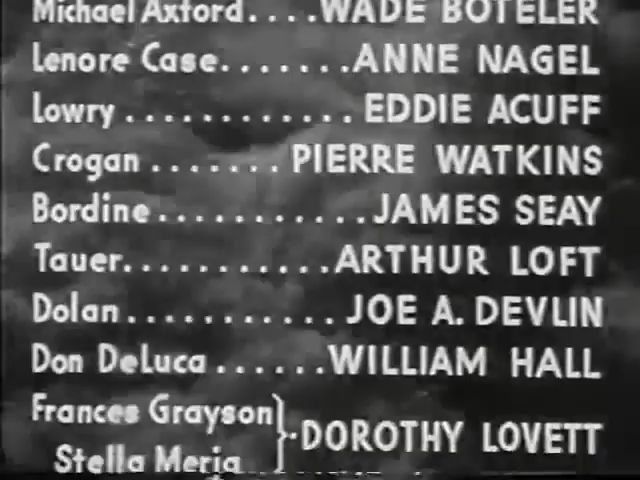 Michael Axford....WADE BOTELER
Lenore Case.......ANNE NAGEL
Lowry ............ EDDIE ACUFF
Crogan ....... PIERRE WATKINS
Bordine...........JAMES SEAY
Tauer...........ARTHUR LOFT
Dolan........... JOE A. DEVLIN
Don DeLuca ......WILLIAM HALL
Frances Grayson
Stella Meria } . DOROTHY LOVETT